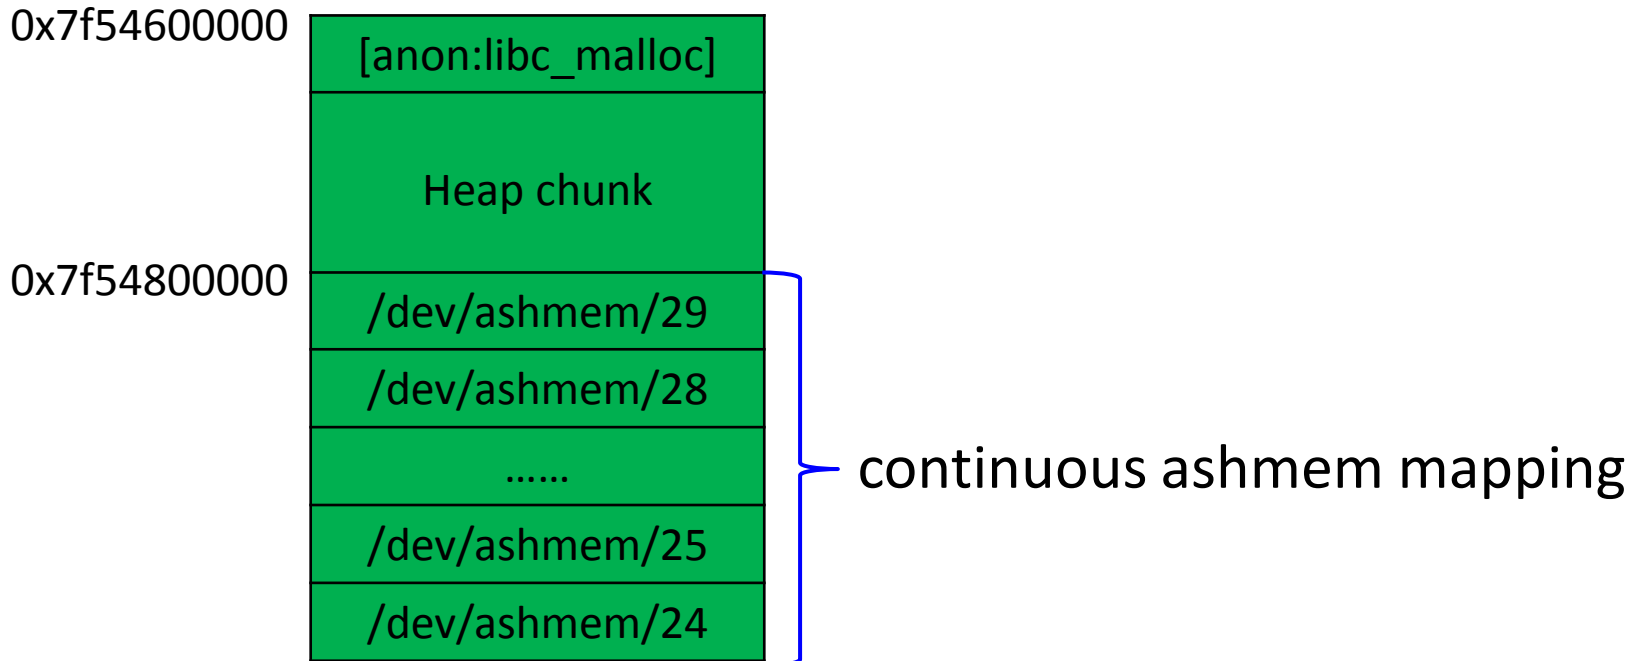 0x7f54600000
[anon:libc_malloc]
Heap chunk
0x7f54800000
/dev/ashmem/29
/dev/ashmem/28
......
continuous ashmem mapping
/dev/ashmem/25
/dev/ashmem/24